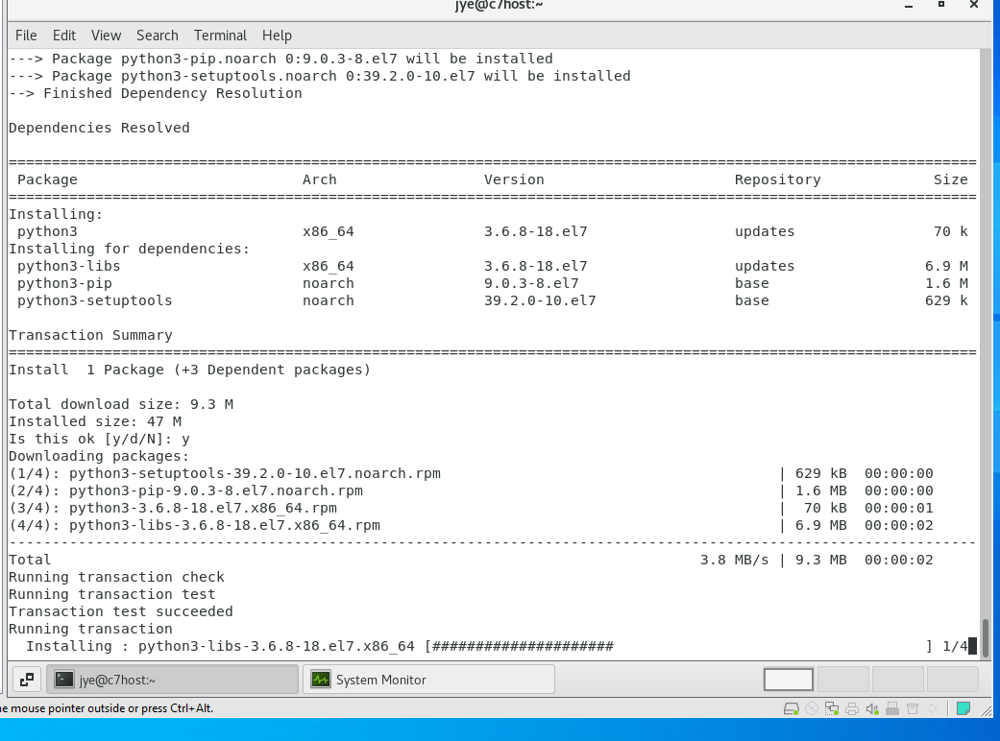 jye@c7host:~
File Edit View Search Terminal Help
---> Package python3-pip.noarch 0:9.0.3-8.el7 will be installed
---> Package python3-setuptools.noarch 0:39.2.0-10.el7 will be installed
--> Finished Dependency Resolution
Dependencies Resolved
================================================================================================================
Package Arch Version Repository Size
================================================================================================================
Installing:
python3 x86_64 3.6.8-18.el7 updates 70 k
Installing for dependencies:
python3-libs x86_64 3.6.8-18.el7 updates 6.9 M
python3-pip noarch 9.0.3-8.el7 base 1.6 M
python3-setuptools noarch 39.2.0-10.el7 base 629 k
Transaction Summary
================================================================================================================
Install 1 Package (+3 Dependent packages)
Total download size: 9.3 M
Installed size: 47 M
Is this ok [y/d/N]: y
Downloading packages:
(1/4): python3-setuptools-39.2.0-10.el7.noarch.rpm | 629 kB 00:00:00
(2/4): python3-pip-9.0.3-8.el7.noarch.rpm | 1.6 MB 00:00:00
(3/4): python3-3.6.8-18.el7.x86_64.rpm | 70 kB 00:00:01
(4/4): python3-libs-3.6.8-18.el7.x86_64.rpm | 6.9 MB 00:00:02
----------------------------------------------------------------------------------------------------------------
Total 3.8 MB/s | 9.3 MB 00:00:02
Running transaction check
Running transaction test
Transaction test succeeded
Running transaction
Installing : python3-libs-3.6.8-18.el7.x86_64 [##################### ] 1/4
jye@c7host:~
System Monitor
mouse pointer outside or press Ctrl+Alt.